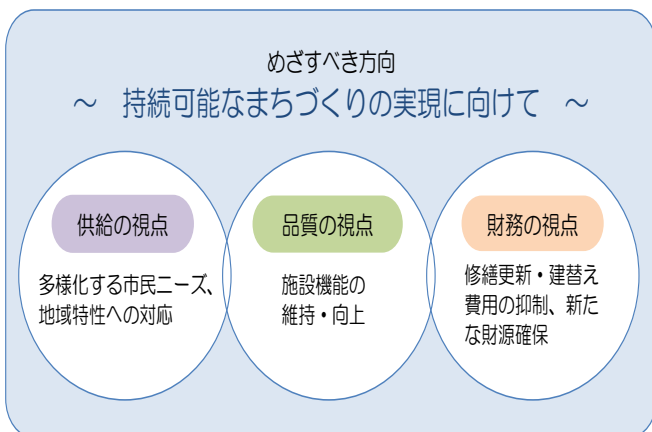 めざすべき方向
～　持続可能なまちづくりの実現に向けて　～
供給の視点
多様化する市民ニーズ、
地域特性への対応
品質の視点
施設機能の
維持・向上
財務の視点
修繕更新・建替え
費用の抑制、新た
な財源確保